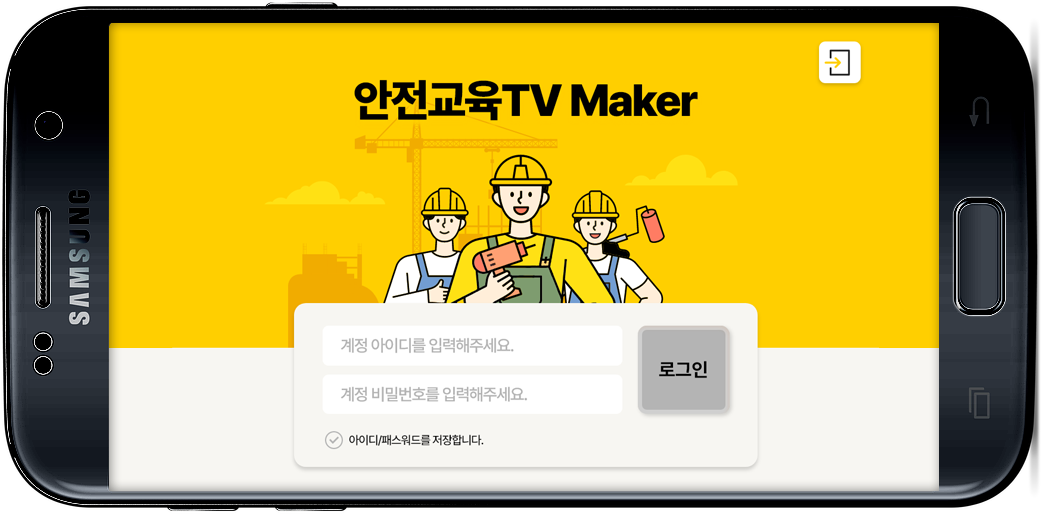 안전교육TV Maker
SAMSUNG
계정 아이디를 입력해주세요.
로그인
계정 비밀번호를 입력해주세요.
아이디/패스워드를 저장합니다.